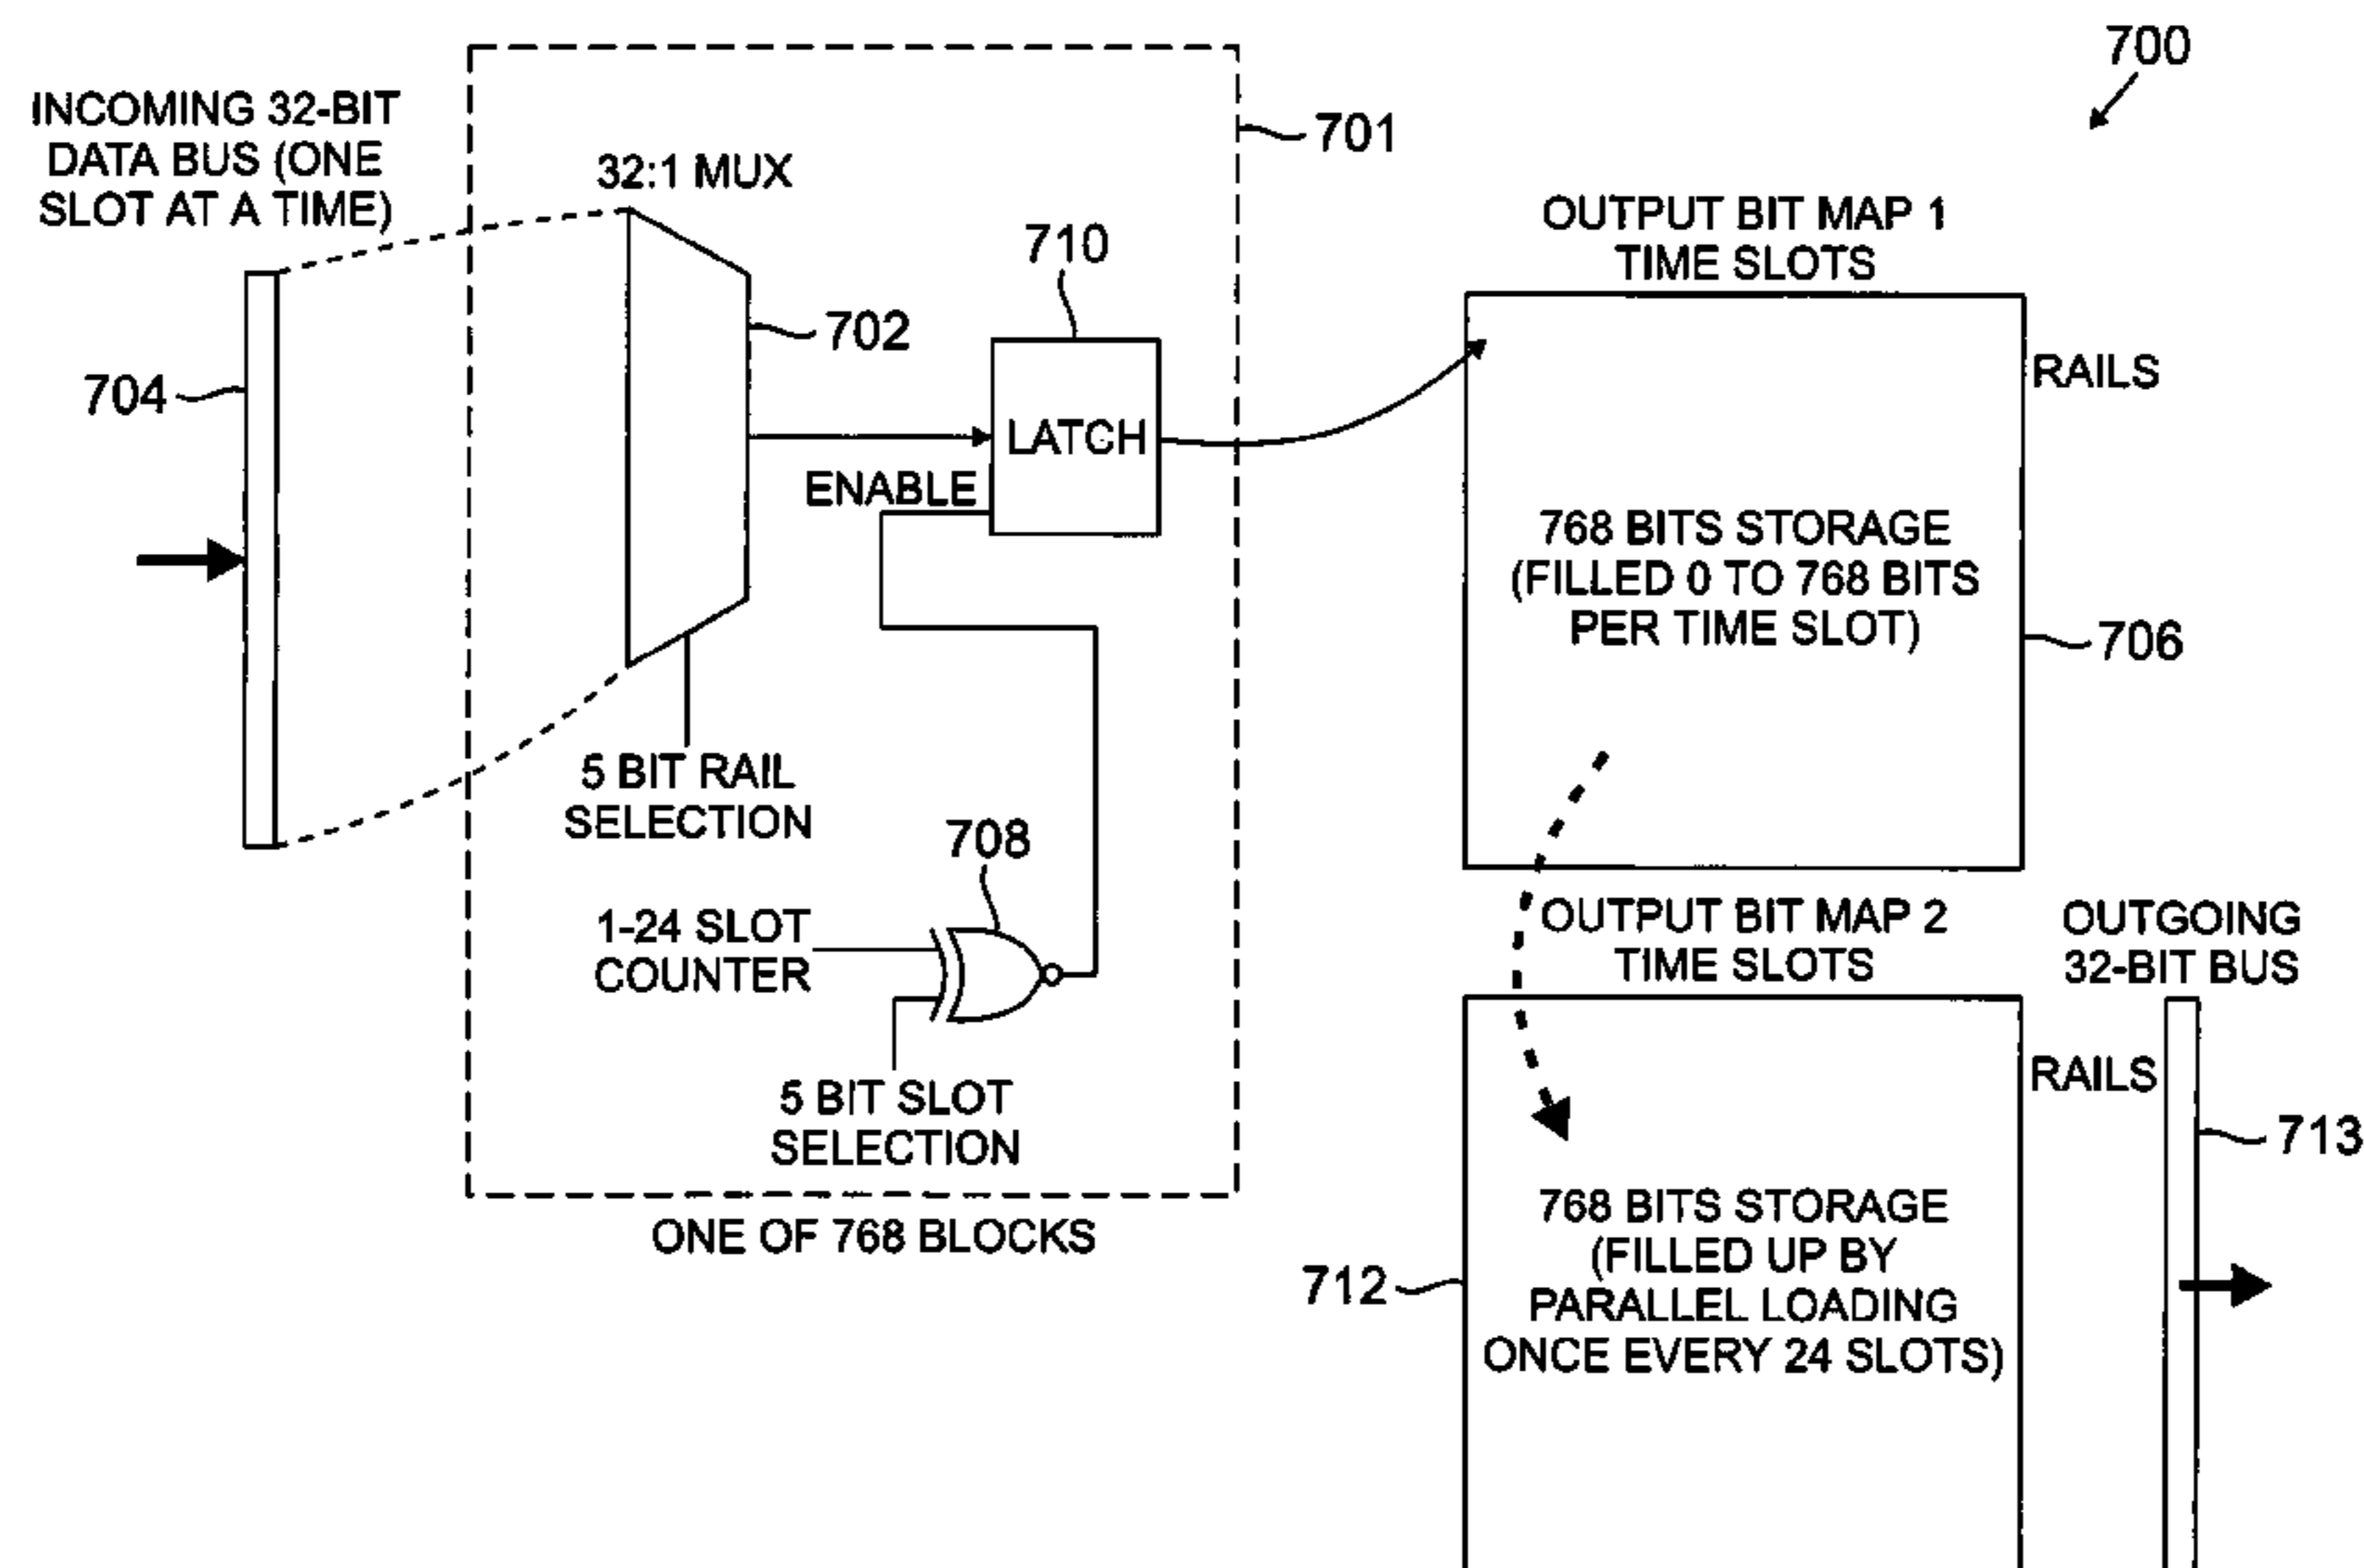 700
INCOMING 32-BIT
DATA BUS (ONE
SLOT AT A TIME)
704
701
32:1 MUX
702
710
LATCH
ENABLE
5 BIT RAIL
SELECTION
708
1-24 SLOT
COUNTER
5 BIT SLOT
SELECTION
ONE OF 768 BLOCKS
OUTPUT BIT MAP 1
TIME SLOTS
RAILS
768 BITS STORAGE
(FILLED 0 TO 768 BITS
PER TIME SLOT)
706
OUTPUT BIT MAP 2
TIME SLOTS
OUTGOING
32-BIT BUS
RAILS
713
768 BITS STORAGE
(FILLED UP BY
PARALLEL LOADING
ONCE EVERY 24 SLOTS)
712